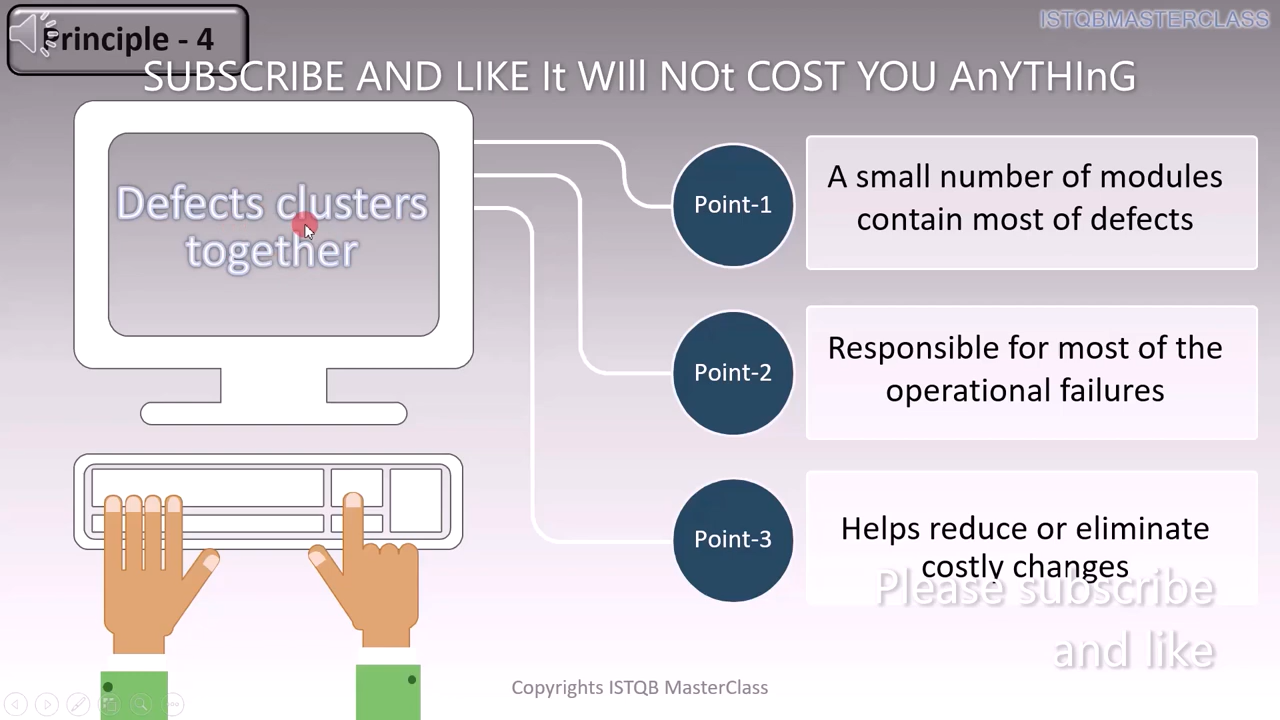 Principle - 4
ISTQBMASTERCLASS
SUBSCRIBE AND LIKE It WIll NOt COST YOU AnYTHInG
Defects clusters
together
Point-1
A small number of modules
contain most of defects
Point-2
Responsible for most of the
operational failures
Point-3
Helps reduce or eliminate
costly changes
Please subscribe
and like
Copyrights ISTQB MasterClass